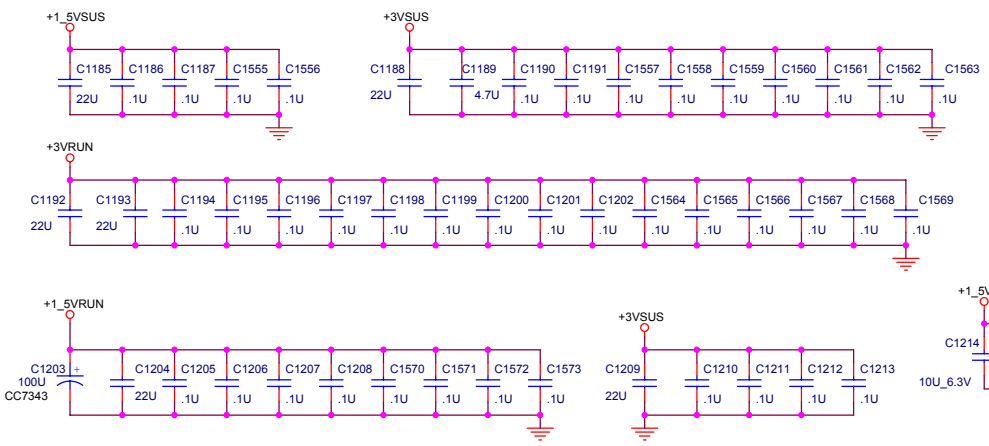 +1_5VSUS
+3VSUS
C1185 C1186 C1187 C1555 C1556
C1188 C1189 C1190 C1191 C1557 C1558 C1559 C1560 C1561 C1562 C1563
22U .1U .1U .1U .1U
22U 4.7U .1U .1U .1U .1U .1U .1U .1U .1U .1U
+3VRUN
C1192 C1193 C1194 C1195 C1196 C1197 C1198 C1199 C1200 C1201 C1202 C1564 C1565 C1566 C1567 C1568 C1569
22U 22U .1U .1U .1U .1U .1U .1U .1U .1U .1U .1U .1U .1U .1U .1U .1U
+1_5VRUN
+3VSUS
+1_5V
C1203 + C1204 C1205 C1206 C1207 C1208 C1570 C1571 C1572 C1573
C1209 C1210 C1211 C1212 C1213
C1214
100U 22U .1U .1U .1U .1U .1U .1U .1U .1U
CC7343
22U .1U .1U .1U .1U
10U_6.3V